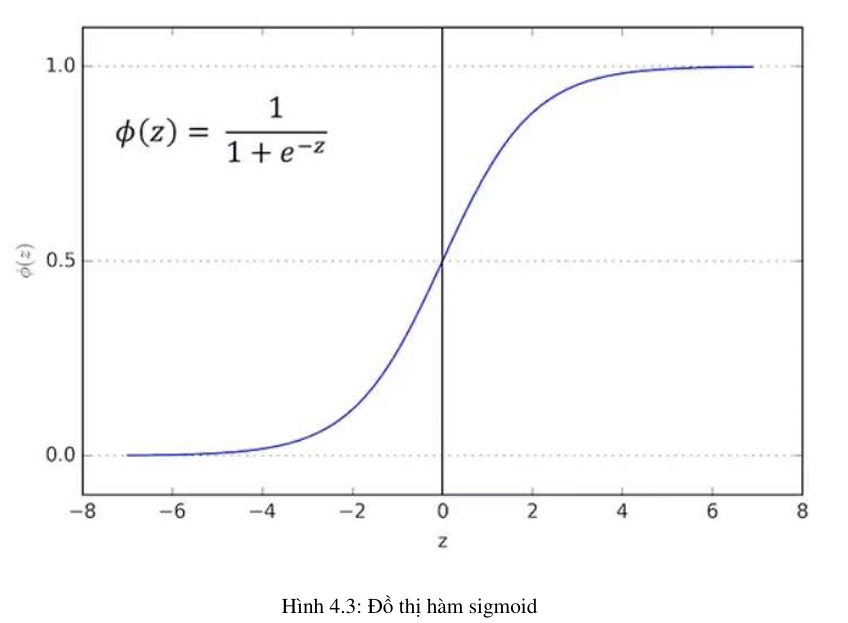 1.0
ϕ(z) = 1 / (1 + e^{−z})
ϕ(z)
0.5
0.0
−8 −6 −4 −2 0 2 4 6 8
z
Hình 4.3: Đồ thị hàm sigmoid